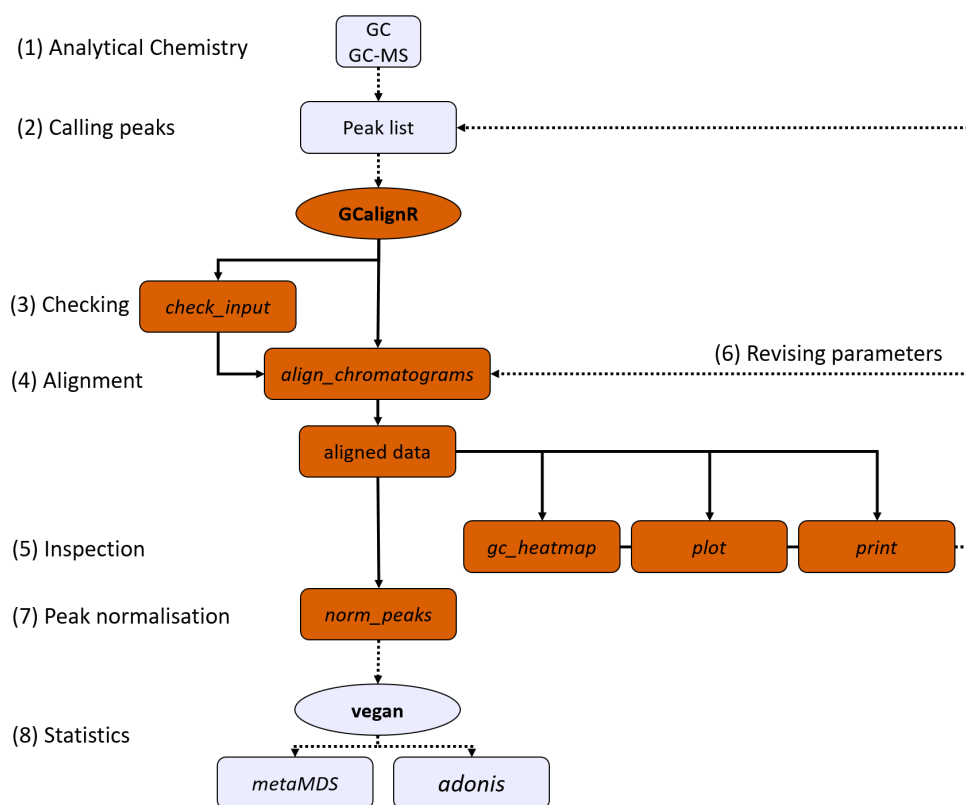 (1) Analytical Chemistry
GC
GC-MS
(2) Calling peaks
Peak list
GCalignR
(3) Checking
check_input
(6) Revising parameters
(4) Alignment
align_chromatograms
aligned data
(5) Inspection
gc_heatmap
plot
print
(7) Peak normalisation
norm_peaks
vegan
(8) Statistics
metaMDS
adonis